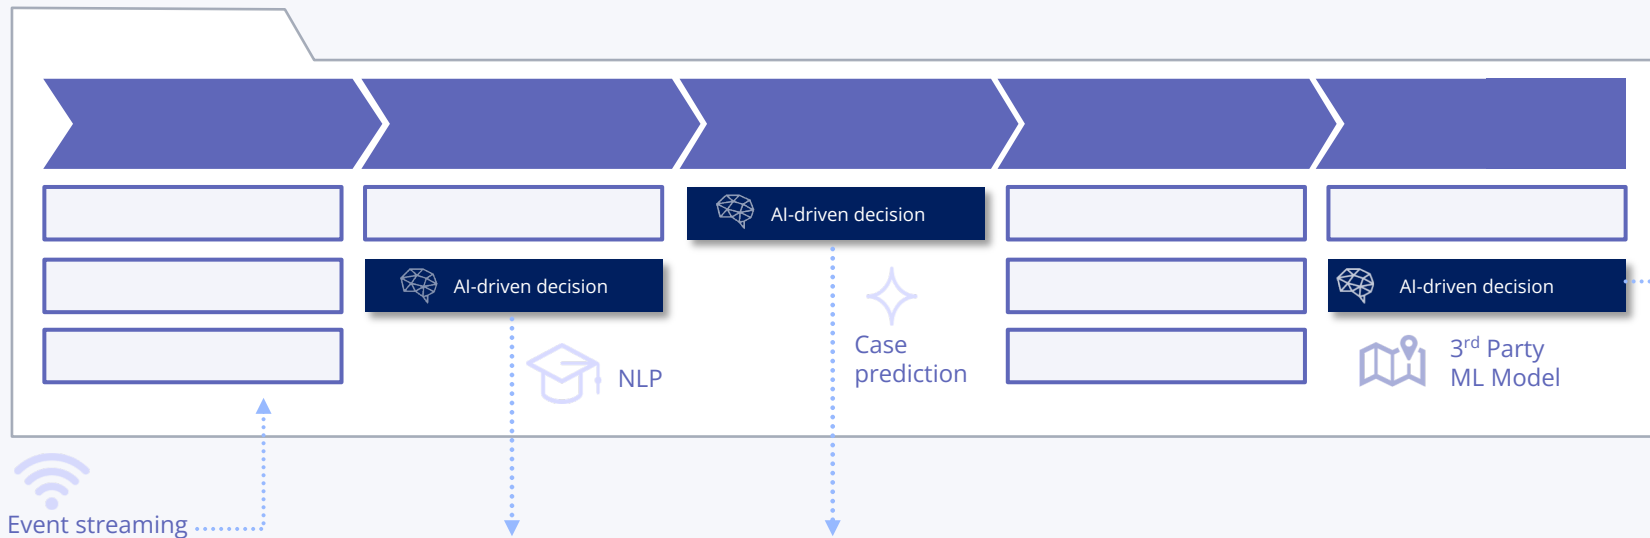 AI-driven decision
AI-driven decision
AI-driven decision
NLP
Case
prediction
3rd Party
ML Model
Event streaming